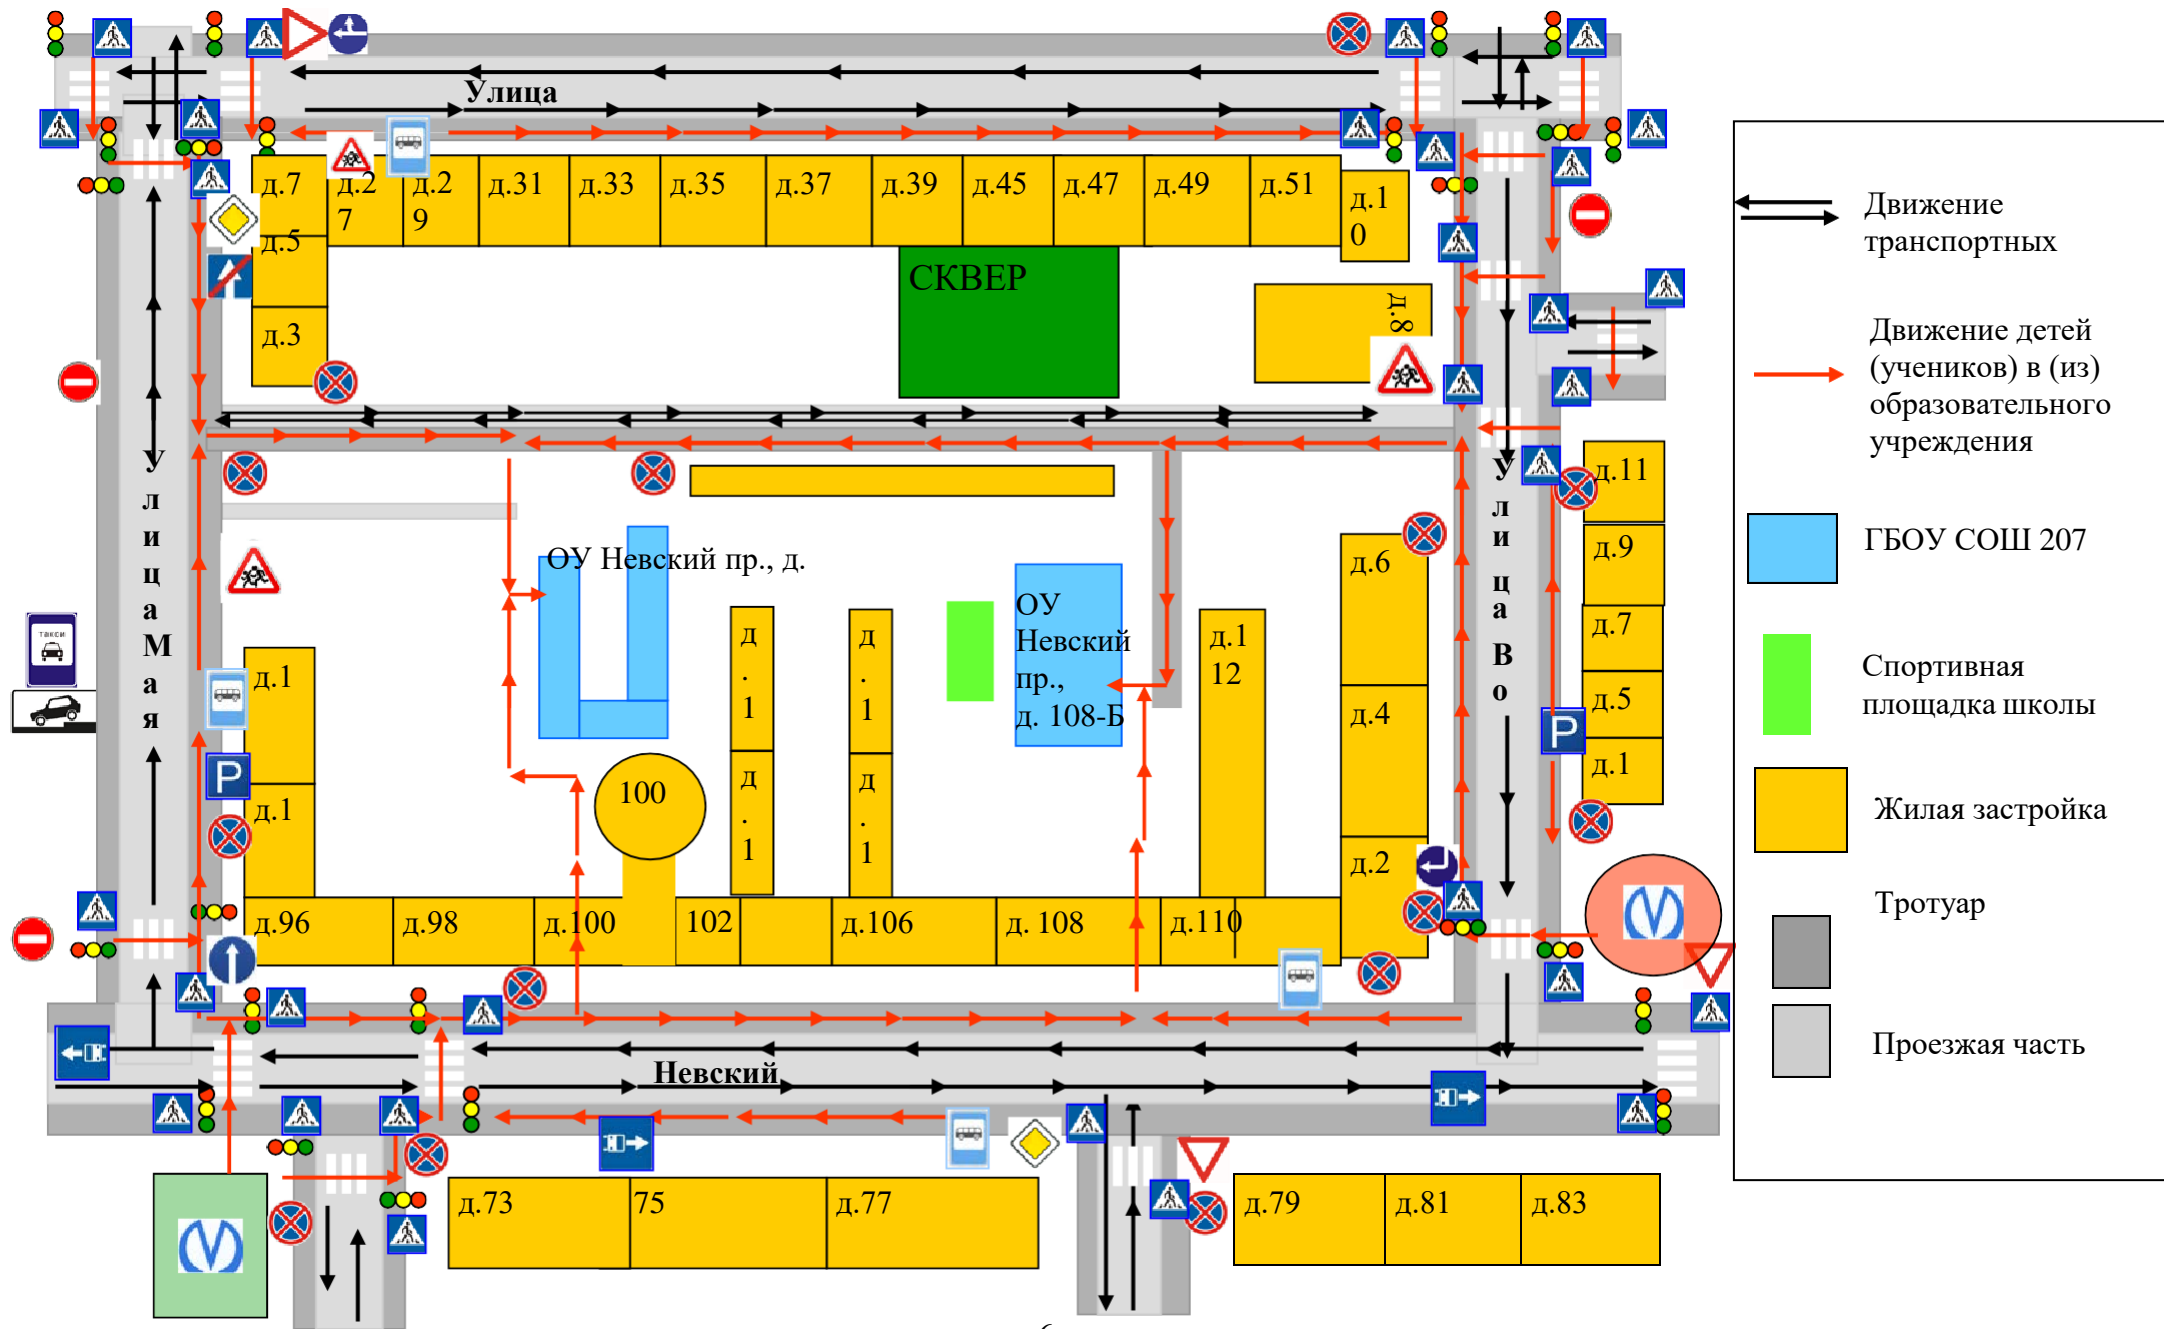 Улица
д.7
д.2
7
д.2
9
д.31
д.33
д.35
д.37
д.39
д.45
д.47
д.49
д.51
д.1
0
д.5
д.3
СКВЕР
д.8
У
л
и
ц
а
М
а
я
У
л
и
ц
а
В
о
д.11
д.9
д.7
д.5
д.1
ОУ Невский пр., д.
ОУ
Невский
пр.,
д. 108-Б
д
.
1
д
.
1
д
.
1
д
.
1
д.1
12
д.6
д.4
д.2
такси
д.1
д.1
P
P
100
д.96
д.98
д.100
102
д.106
д. 108
д.110
Невский
д.73
75
д.77
д.79
д.81
д.83
Движение
транспортных
Движение детей
(учеников) в (из)
образовательного
учреждения
ГБОУ СОШ 207
Спортивная
площадка школы
Жилая застройка
Тротуар
Проезжая часть